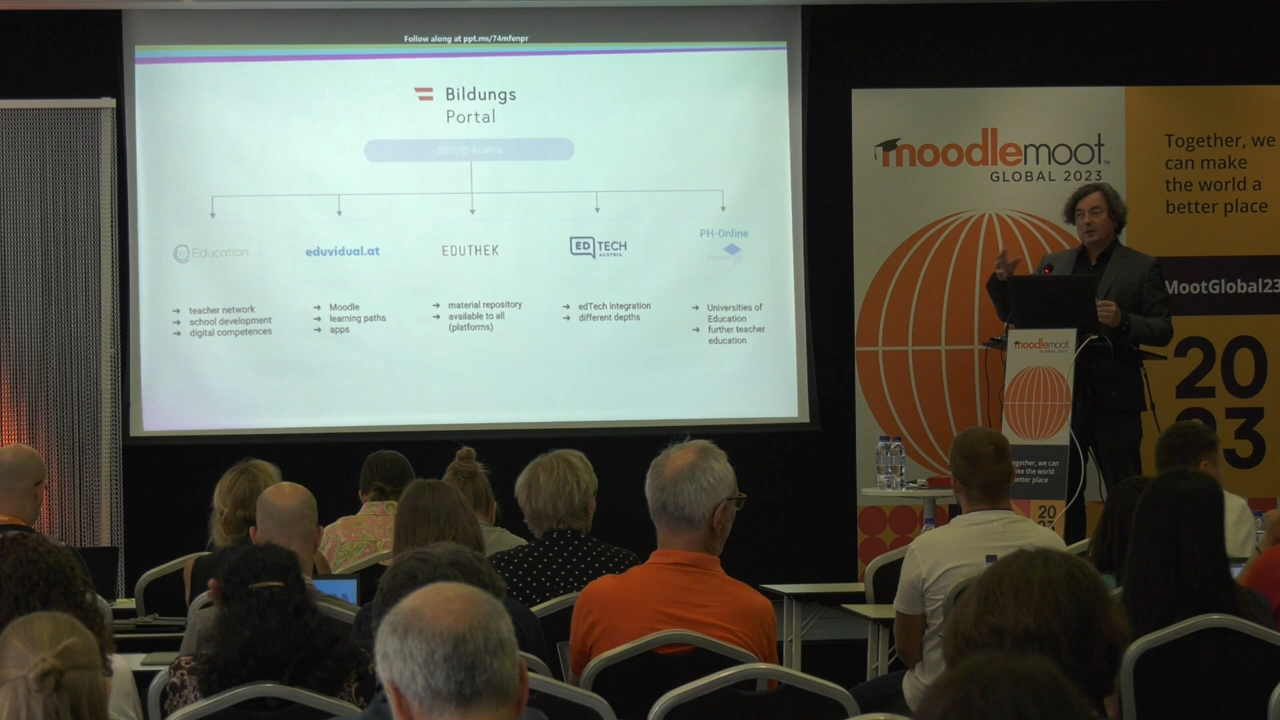 Follow along at ppt.ms/74mfenpr
Bildungs
Portal
Education
eduvidual.at
EDUTHEK
ED TECH
AUSTRIA
PH-Online
➔ teacher network
➔ school development
➔ digital competences
➔ Moodle
➔ learning paths
➔ apps
➔ material repository
➔ available to all
(platforms)
➔ edTech integration
➔ different depths
➔ Universities of
Education
➔ further teacher
education
moodlemoot
GLOBAL 2023
Together, we
can make
the world a
better place
MootGlobal23
20
23
moodlemoot
GLOBAL 2023
together, we can
make the world
better place
20